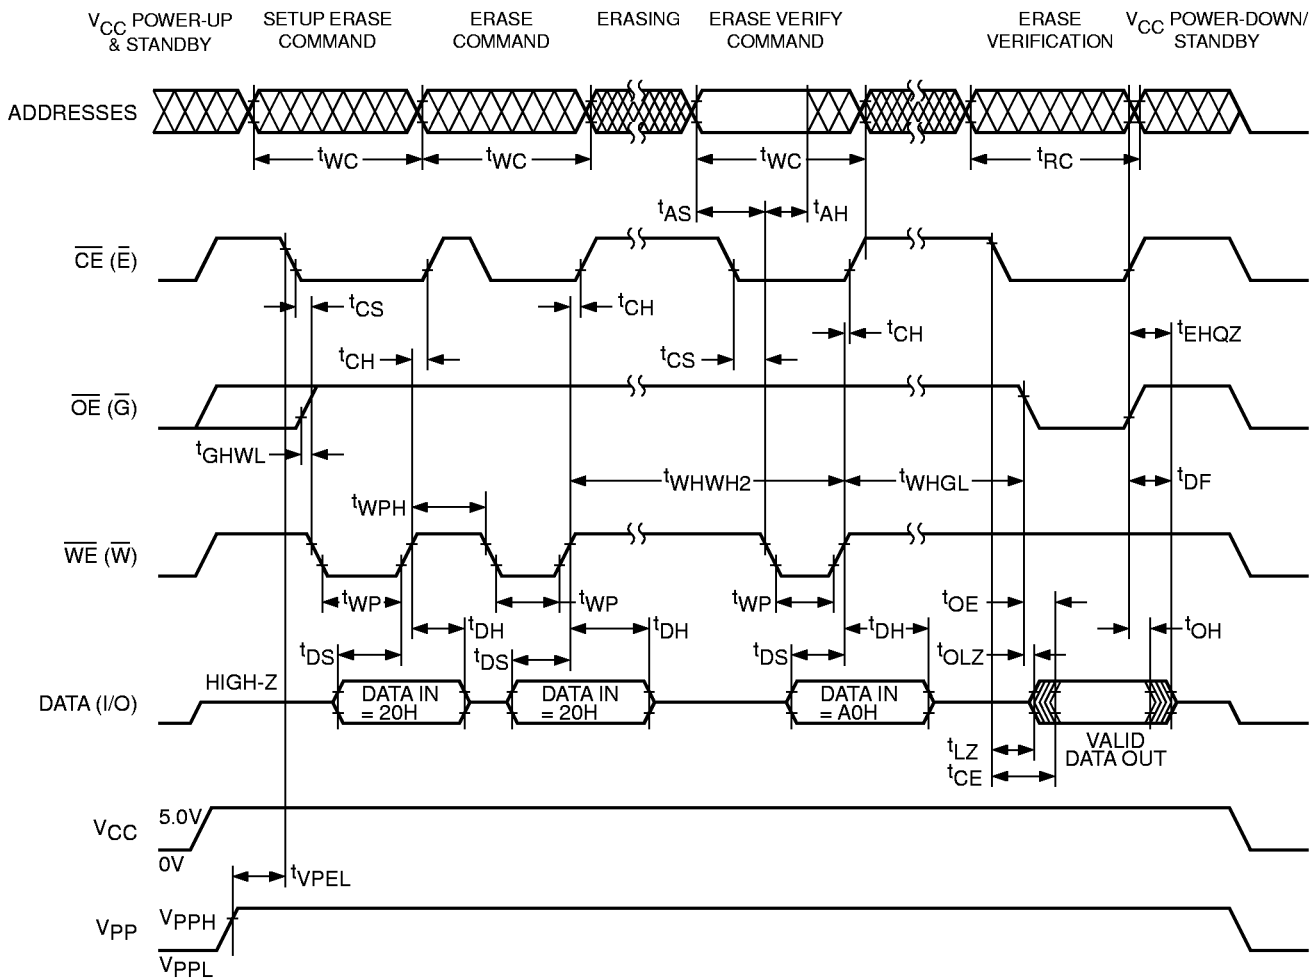 VCC POWER-UP
& STANDBY
SETUP ERASE
COMMAND
ERASE
COMMAND
ERASING
ERASE VERIFY
COMMAND
ERASE
VERIFICATION
VCC POWER-DOWN/
STANDBY
ADDRESSES
tWC
tWC
tWC
tRC
tAS
tAH
CE (E)
tCS
tCH
tCH
tCS
tCH
tEHQZ
OE (G)
tGHWL
tWPH
tWHWH2
tWHGL
tDF
WE (W)
tWP
tWP
tWP
tOE
tDH
tDH
tDH
tOH
tDS
tDS
tDS
tOLZ
DATA (I/O)
HIGH-Z
DATA IN
= 20H
DATA IN
= 20H
DATA IN
= A0H
VALID
DATA OUT
tLZ
tCE
VCC
5.0V
0V
tVPEL
VPP
VPPH
VPPL